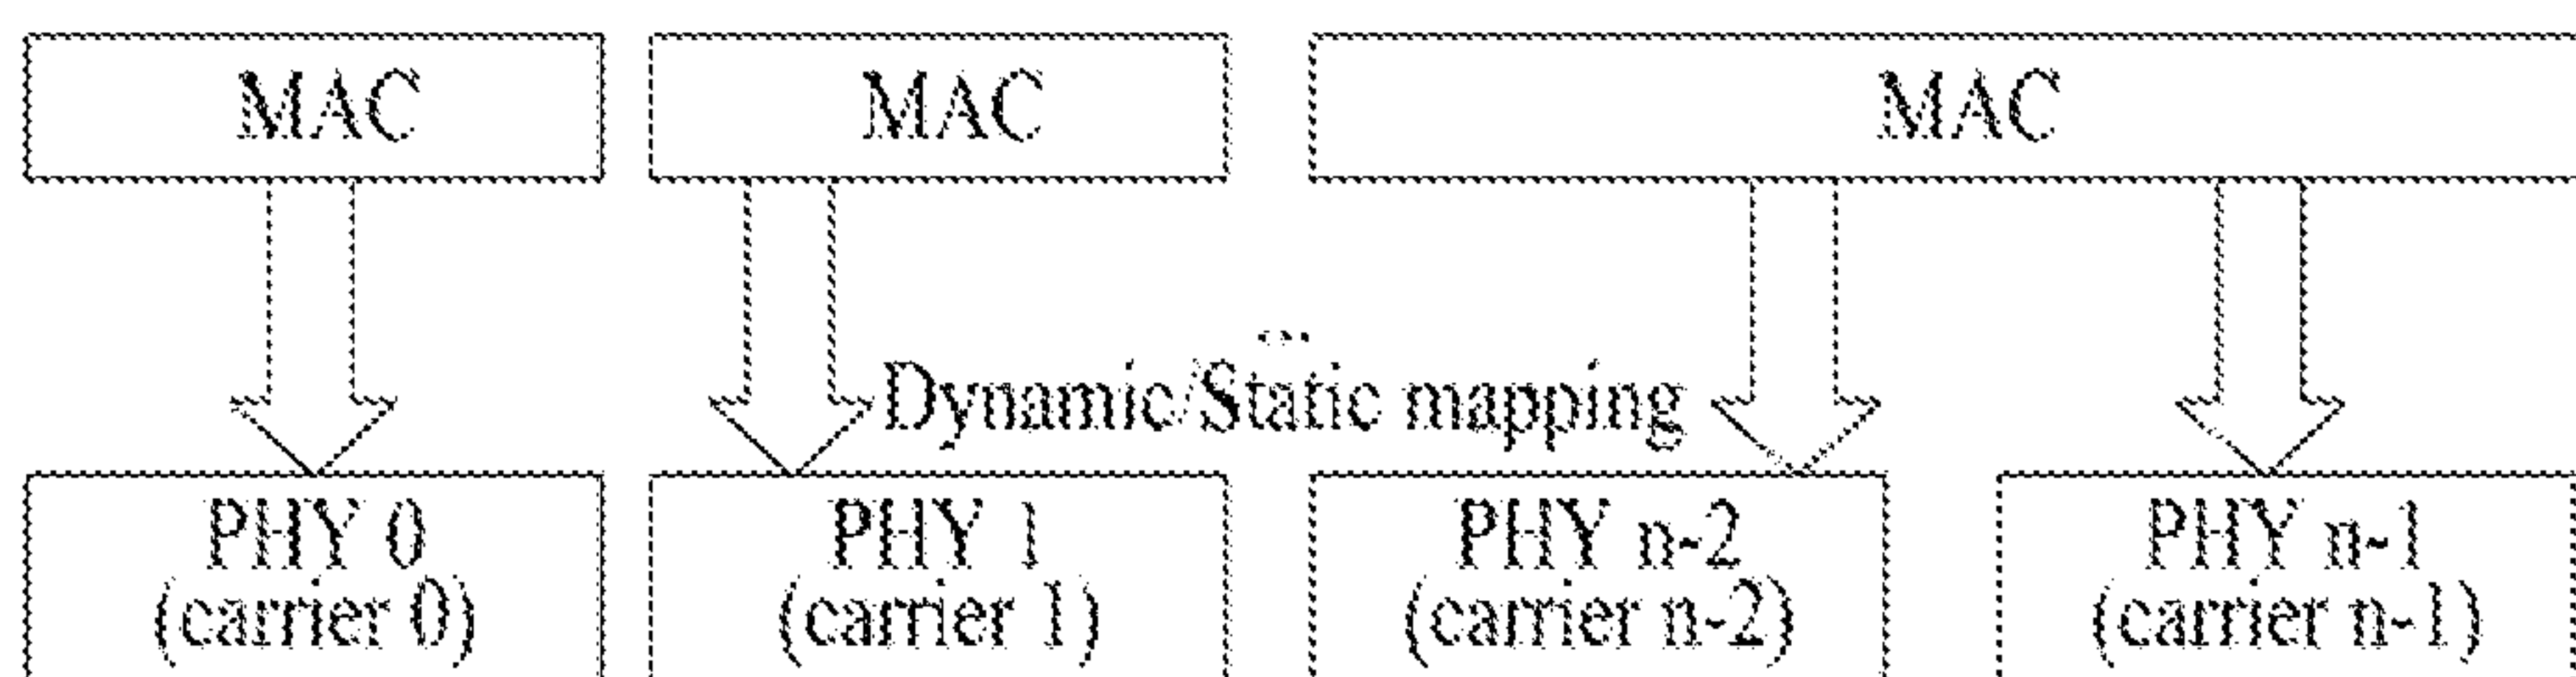 MAC
MAC
MAC
...
Dynamic/Static mapping
PHY 0
(carrier 0)
PHY 1
(carrier 1)
PHY n-2
(carrier n-2)
PHY n-1
(carrier n-1)